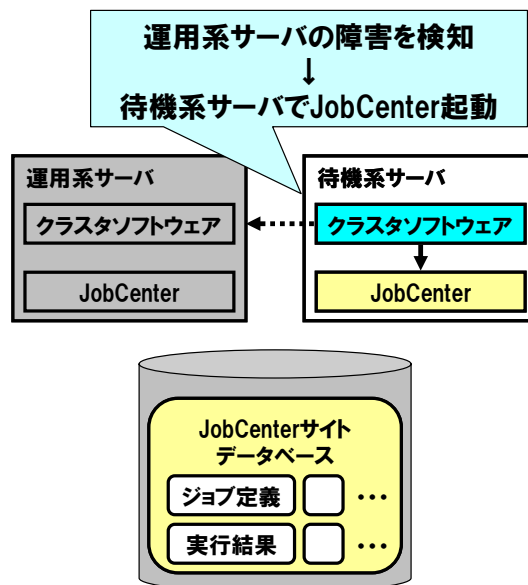 運用系サーバの障害を検知
↓
待機系サーバでJobCenter起動
運用系サーバ
クラスタソフトウェア
JobCenter
待機系サーバ
クラスタソフトウェア
JobCenter
JobCenterサイト
データベース
ジョブ定義 …
実行結果 …